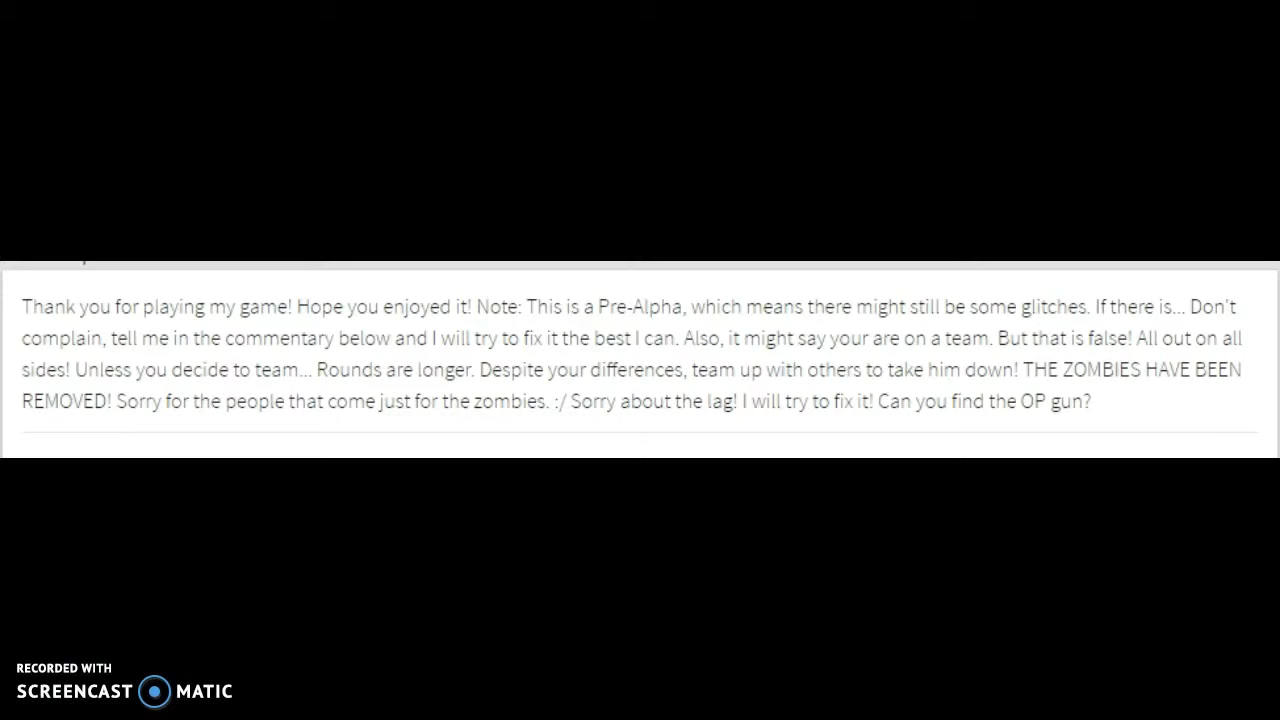 Thank you for playing my game! Hope you enjoyed it! Note: This is a Pre-Alpha, which means there might still be some glitches. If there is... Don't
complain, tell me in the commentary below and I will try to fix it the best I can. Also, it might say your are on a team. But that is false! All out on all
sides! Unless you decide to team... Rounds are longer. Despite your differences, team up with others to take him down! THE ZOMBIES HAVE BEEN
REMOVED! Sorry for the people that come just for the zombies. :/ Sorry about the lag! I will try to fix it! Can you find the OP gun?
RECORDED WITH
SCREENCAST MATIC